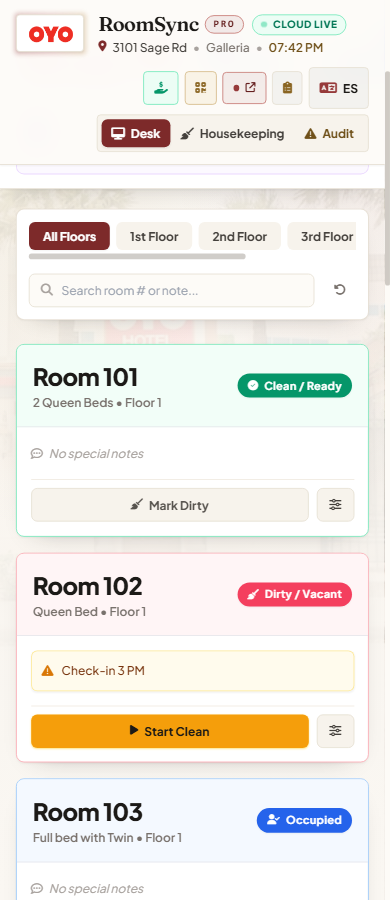 OYO
RoomSync PRO CLOUD LIVE
3101 Sage Rd • Galleria • 07:42 PM
ES
Desk Housekeeping Audit
All Floors 1st Floor 2nd Floor 3rd Floor
Search room # or note...
HOTEL
Room 101
Clean / Ready
2 Queen Beds • Floor 1
No special notes
Mark Dirty
Room 102
Dirty / Vacant
Queen Bed • Floor 1
Check-in 3 PM
Start Clean
Room 103
Occupied
Full bed with Twin • Floor 1
No special notes